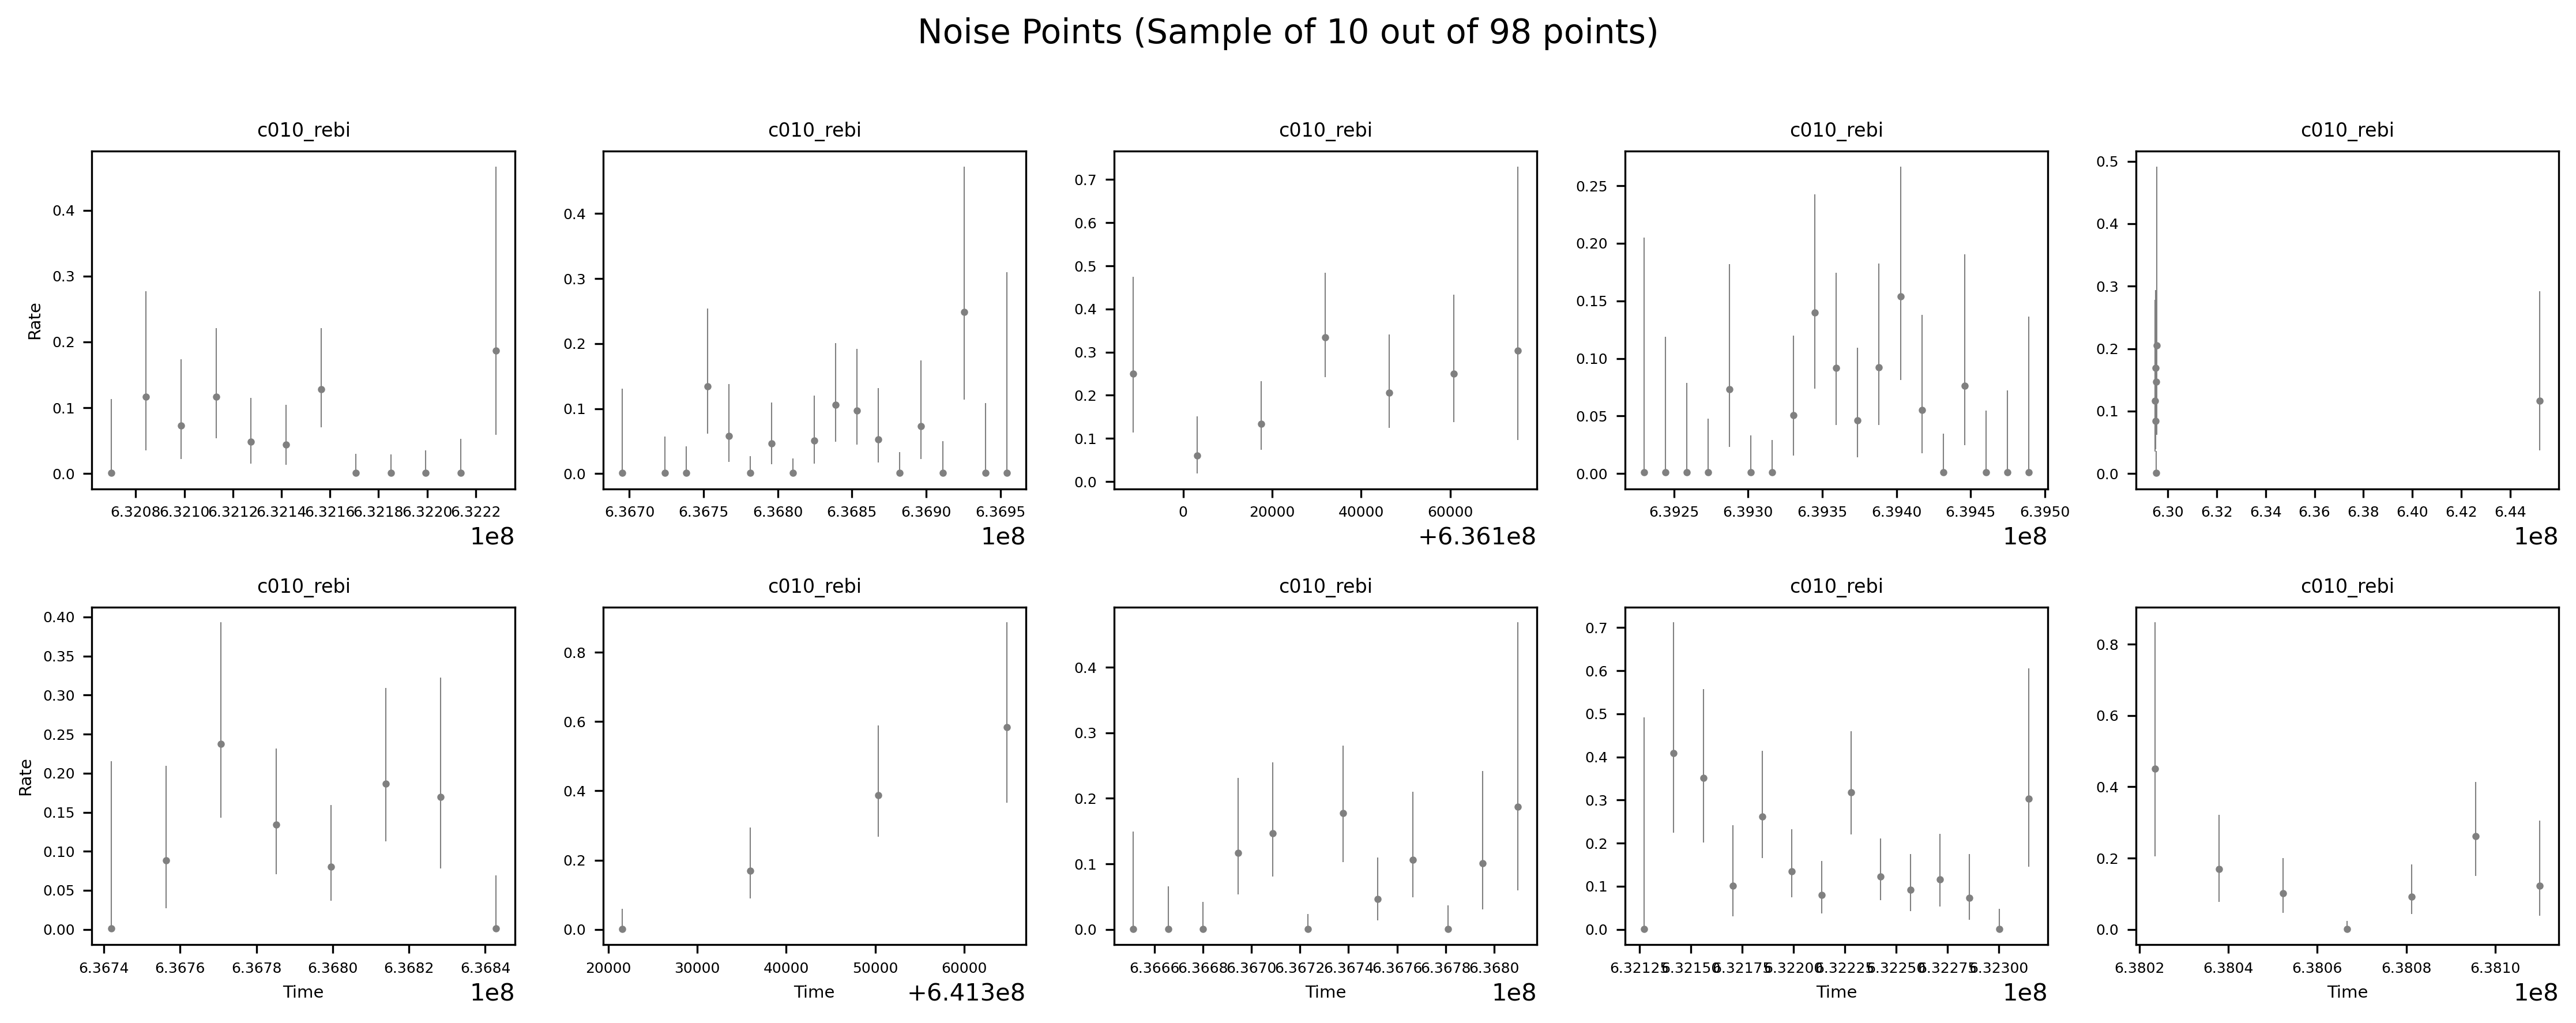 Noise Points (Sample of 10 out of 98 points)
c010_rebi c010_rebi c010_rebi c010_rebi c010_rebi
Rate
0.4 0.3 0.2 0.1 0.0
6.3208 6.3210 6.3212 6.3214 6.3216 6.3218 6.3220 6.3222
1e8
0.4 0.3 0.2 0.1 0.0
6.3670 6.3675 6.3680 6.3685 6.3690 6.3695
1e8
0.7 0.6 0.5 0.4 0.3 0.2 0.1 0.0
0 20000 40000 60000
+6.361e8
0.25 0.20 0.15 0.10 0.05 0.00
6.3925 6.3930 6.3935 6.3940 6.3945 6.3950
1e8
0.5 0.4 0.3 0.2 0.1 0.0
6.30 6.32 6.34 6.36 6.38 6.40 6.42 6.44
1e8
c010_rebi c010_rebi c010_rebi c010_rebi c010_rebi
Rate
0.40 0.35 0.30 0.25 0.20 0.15 0.10 0.05 0.00
6.3674 6.3676 6.3678 6.3680 6.3682 6.3684
Time 1e8
0.8 0.6 0.4 0.2 0.0
20000 30000 40000 50000 60000
Time +6.413e8
0.4 0.3 0.2 0.1 0.0
6.3666 6.3668 6.3670 6.3672 6.3674 6.3676 6.3678 6.3680
Time 1e8
0.7 0.6 0.5 0.4 0.3 0.2 0.1 0.0
6.32125 6.32150 6.32175 6.32200 6.32225 6.32250 6.32275 6.32300
Time 1e8
0.8 0.6 0.4 0.2 0.0
6.3802 6.3804 6.3806 6.3808 6.3810
Time 1e8